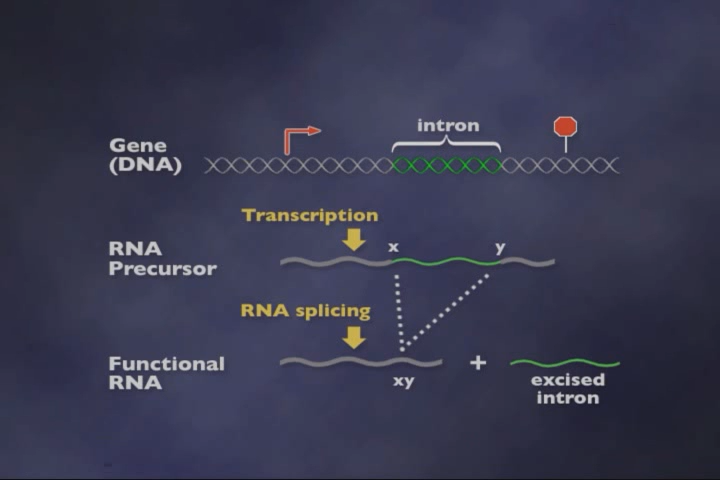 intron
Gene
(DNA)
Transcription
RNA
Precursor
x
y
RNA splicing
Functional
RNA
+
xy
excised
intron